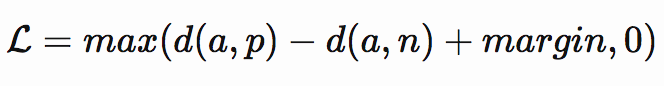 ℒ = max(d(a, p) − d(a, n) + margin, 0)